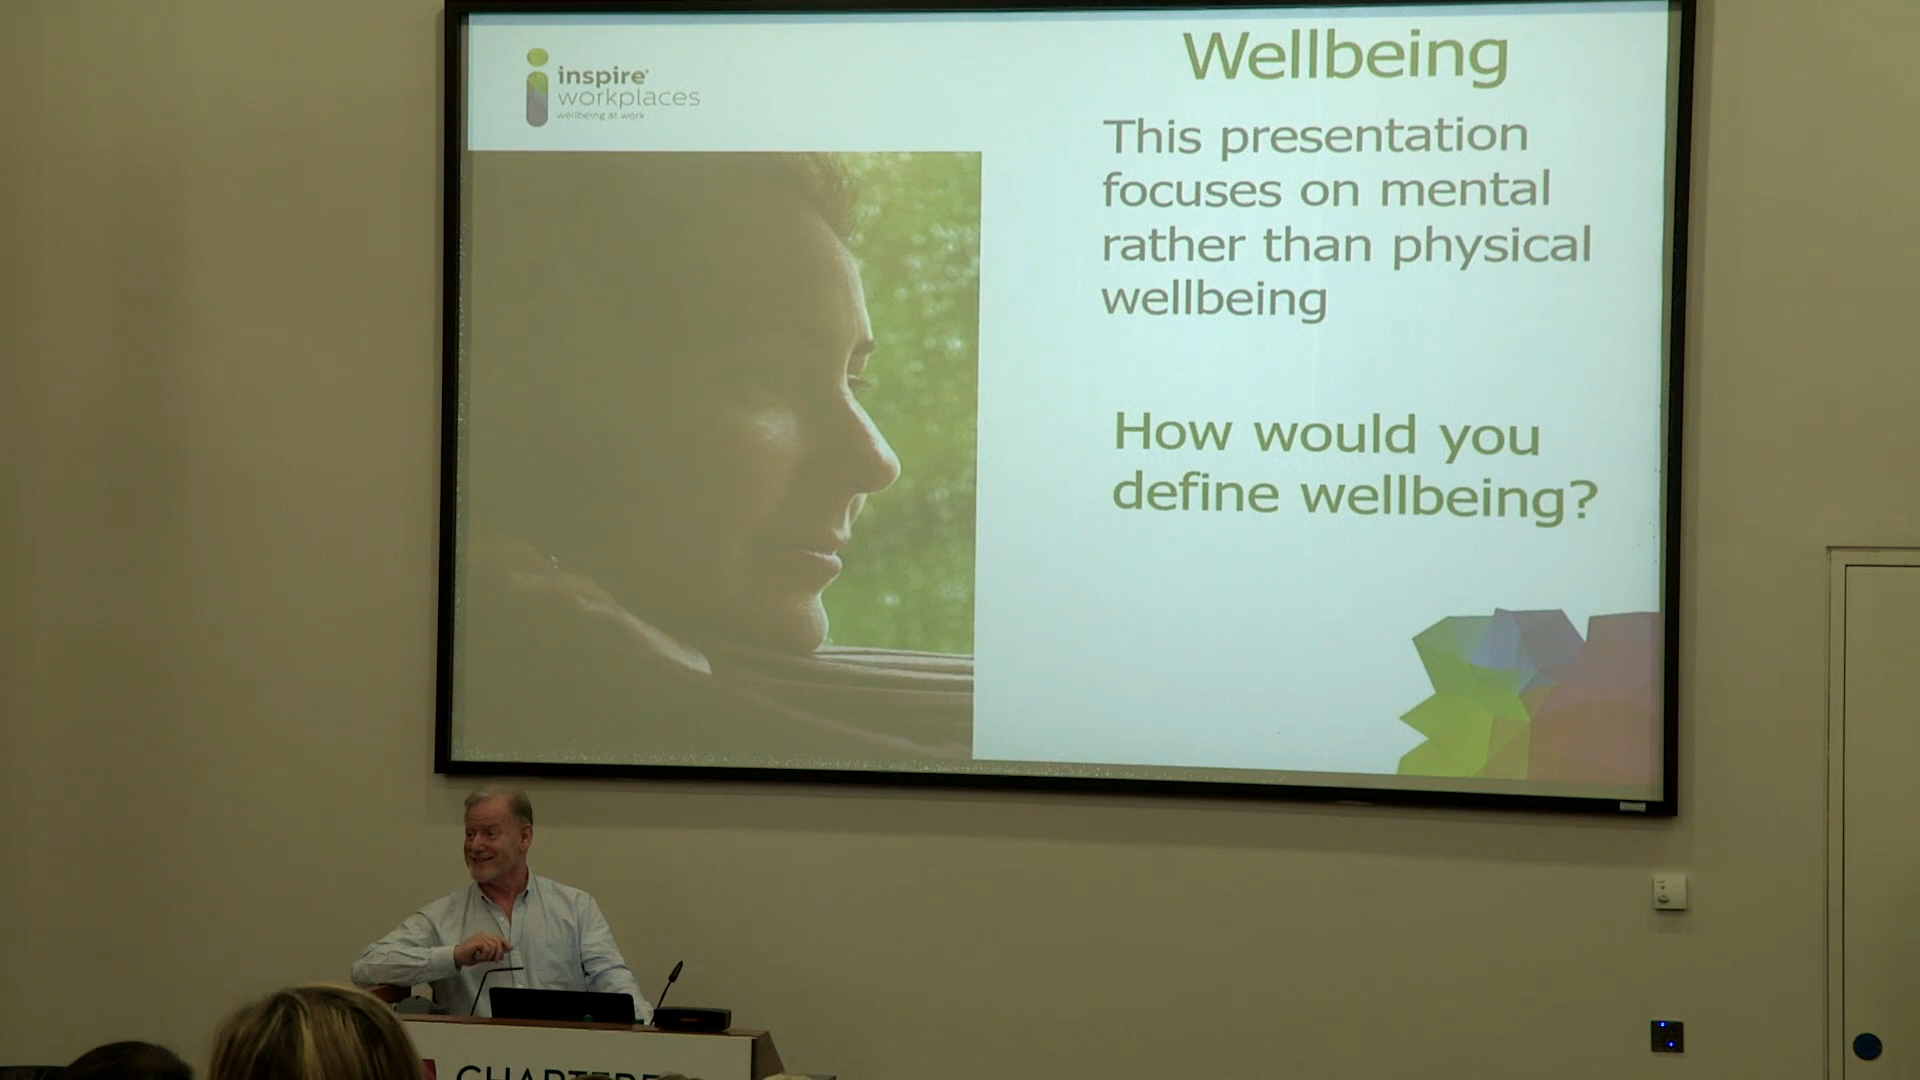 inspire
workplaces
wellbeing at work
Wellbeing
This presentation
focuses on mental
rather than physical
wellbeing
How would you
define wellbeing?